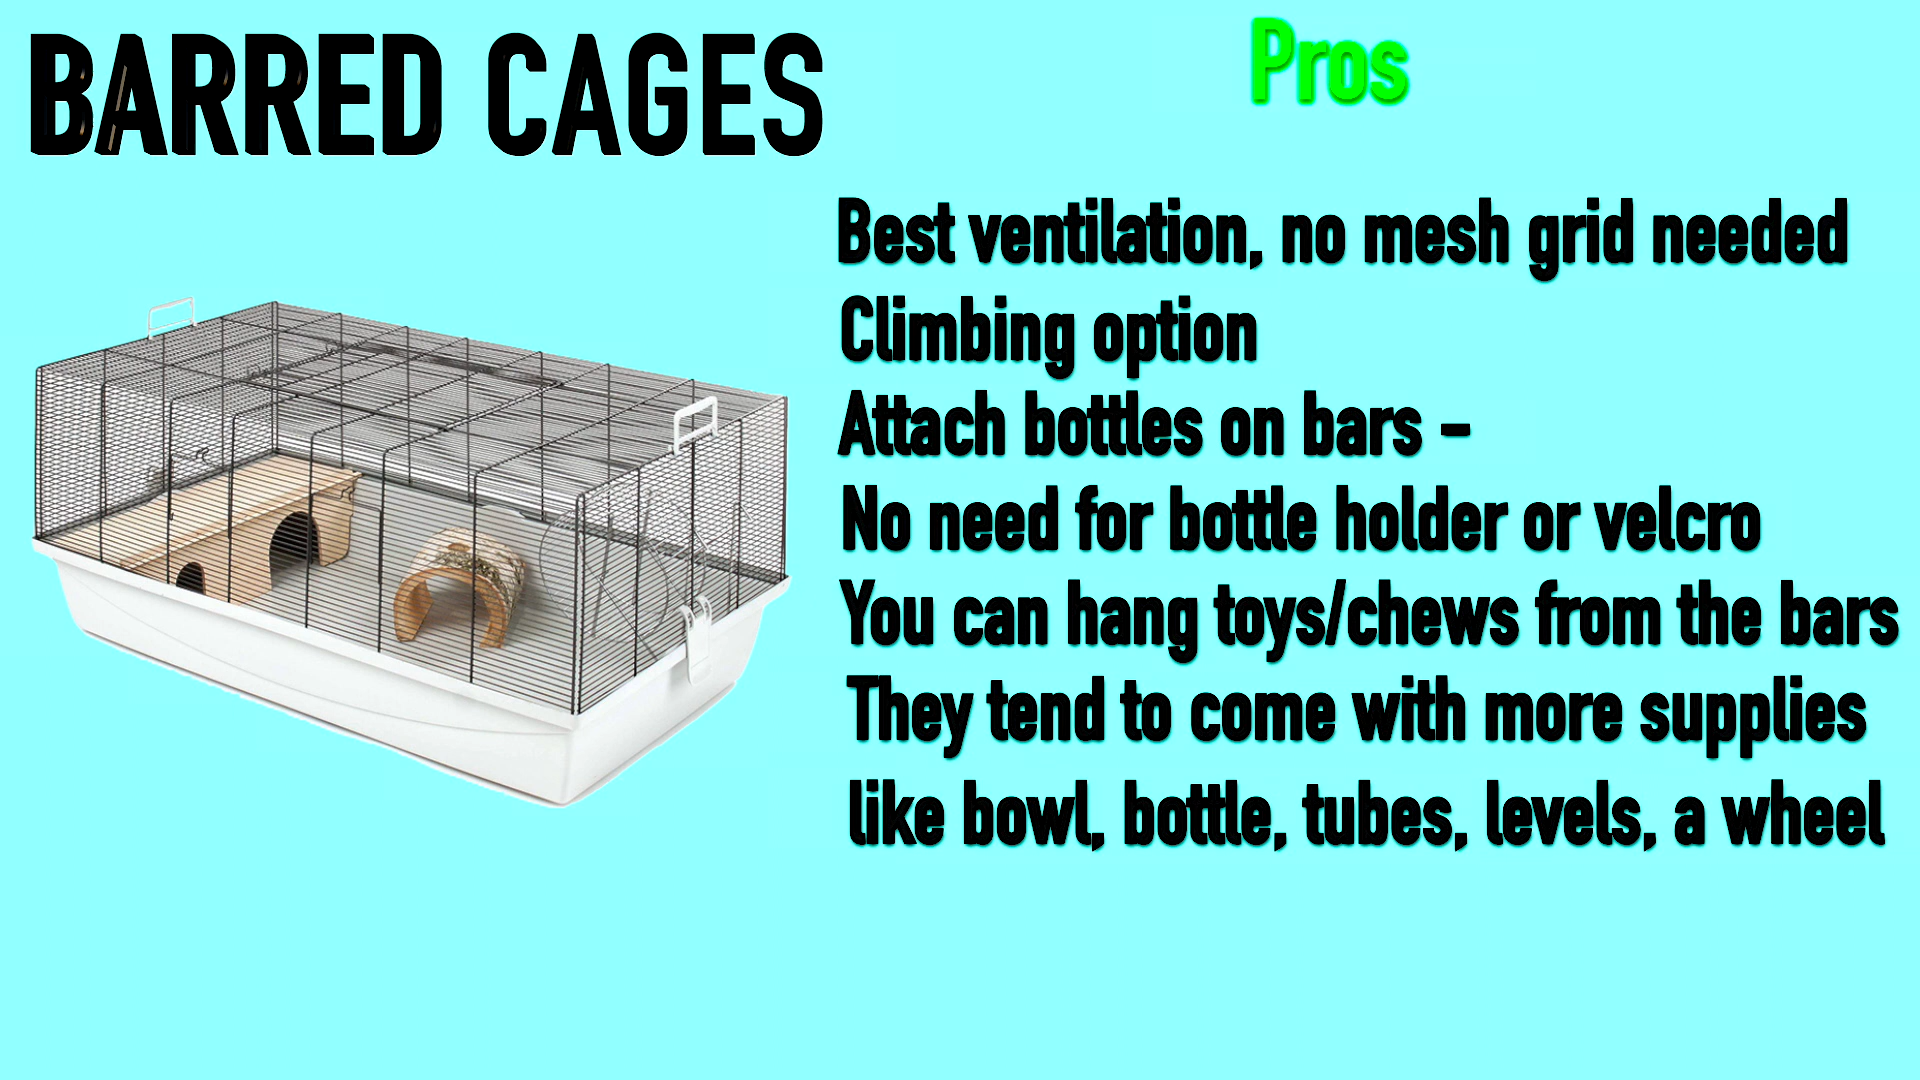 BARRED CAGES
Pros
Best ventilation, no mesh grid needed
Climbing option
Attach bottles on bars –
No need for bottle holder or velcro
You can hang toys/chews from the bars
They tend to come with more supplies
like bowl, bottle, tubes, levels, a wheel